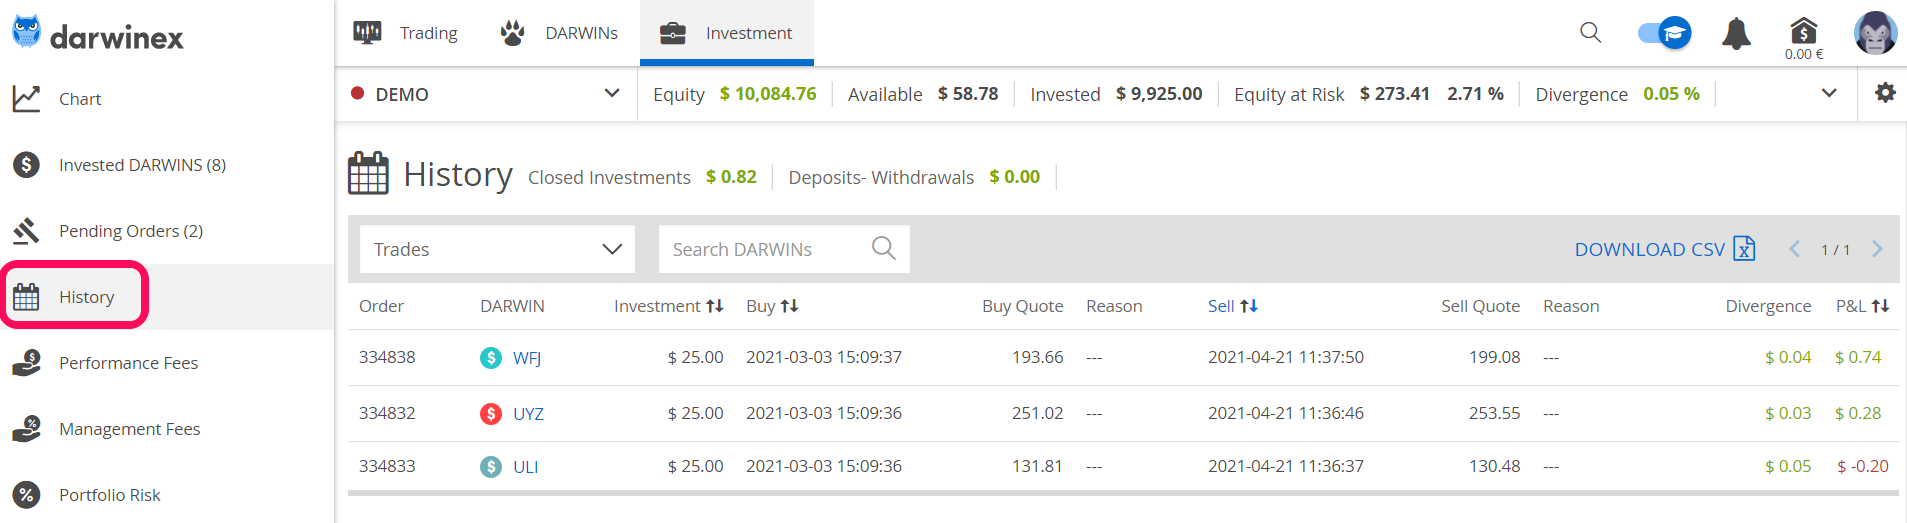 darwinex
Trading
DARWINs
Investment
0.00 €
DEMO
Equity $ 10,084.76
Available $ 58.78
Invested $ 9,925.00
Equity at Risk $ 273.41 2.71 %
Divergence 0.05 %
Chart
Invested DARWINS (8)
Pending Orders (2)
History
Performance Fees
Management Fees
Portfolio Risk
History Closed Investments $ 0.82 Deposits- Withdrawals $ 0.00
Trades Search DARWINs DOWNLOAD CSV 1 / 1
Order DARWIN Investment Buy Buy Quote Reason Sell Sell Quote Reason Divergence P&L
334838 WFJ $ 25.00 2021-03-03 15:09:37 193.66 --- 2021-04-21 11:37:50 199.08 --- $ 0.04 $ 0.74
334832 UYZ $ 25.00 2021-03-03 15:09:36 251.02 --- 2021-04-21 11:36:46 253.55 --- $ 0.03 $ 0.28
334833 ULI $ 25.00 2021-03-03 15:09:36 131.81 --- 2021-04-21 11:36:37 130.48 --- $ 0.05 $ -0.20